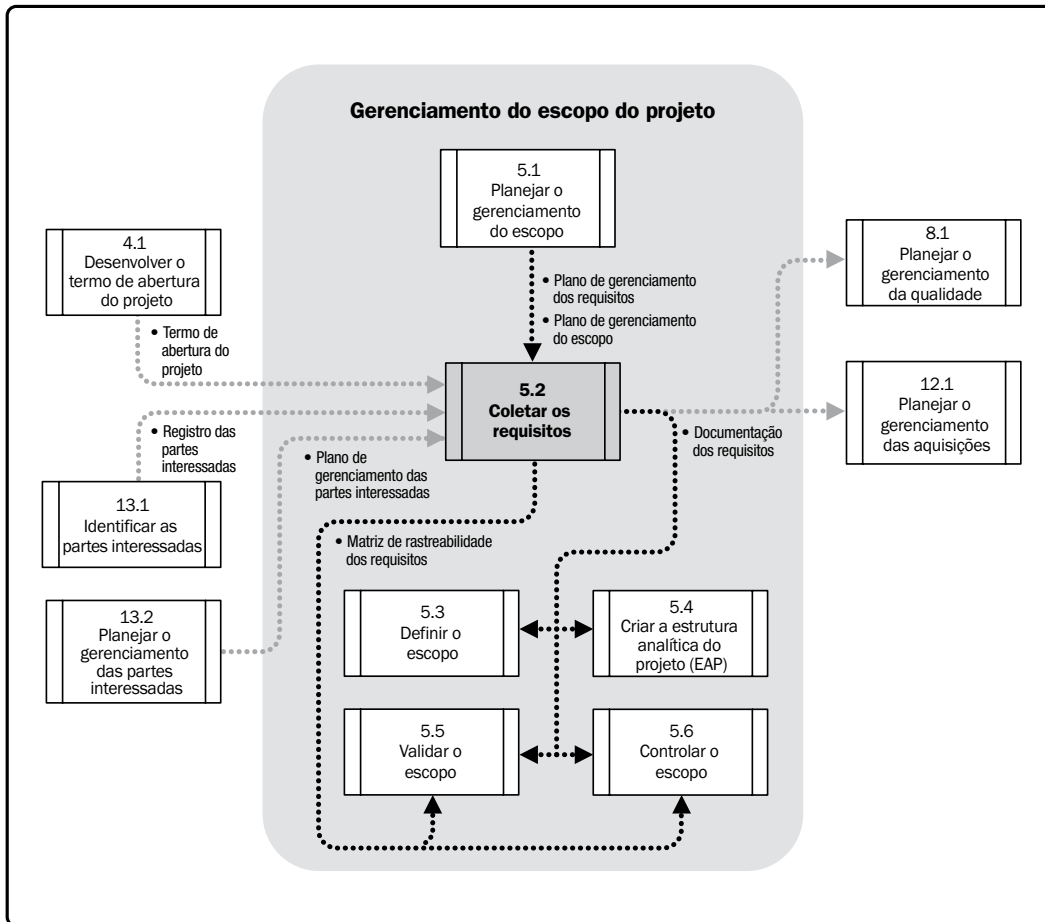 Gerenciamento do escopo do projeto
5.1
Planejar o
gerenciamento
do escopo
4.1
Desenvolver o
termo de abertura
do projeto
8.1
Planejar o
gerenciamento
da qualidade
• Plano de gerenciamento
dos requisitos
• Plano de gerenciamento
do escopo
• Termo de
abertura do
projeto
5.2
Coletar os
requisitos
12.1
Planejar o
gerenciamento
das aquisições
• Registro das
partes
interessadas
• Documentação
dos requisitos
• Plano de
gerenciamento das
partes interessadas
13.1
Identificar as
partes interessadas
• Matriz de rastreabilidade
dos requisitos
13.2
Planejar o
gerenciamento
das partes
interessadas
5.3
Definir o
escopo
5.4
Criar a estrutura
analítica do
projeto (EAP)
5.5
Validar o
escopo
5.6
Controlar o
escopo